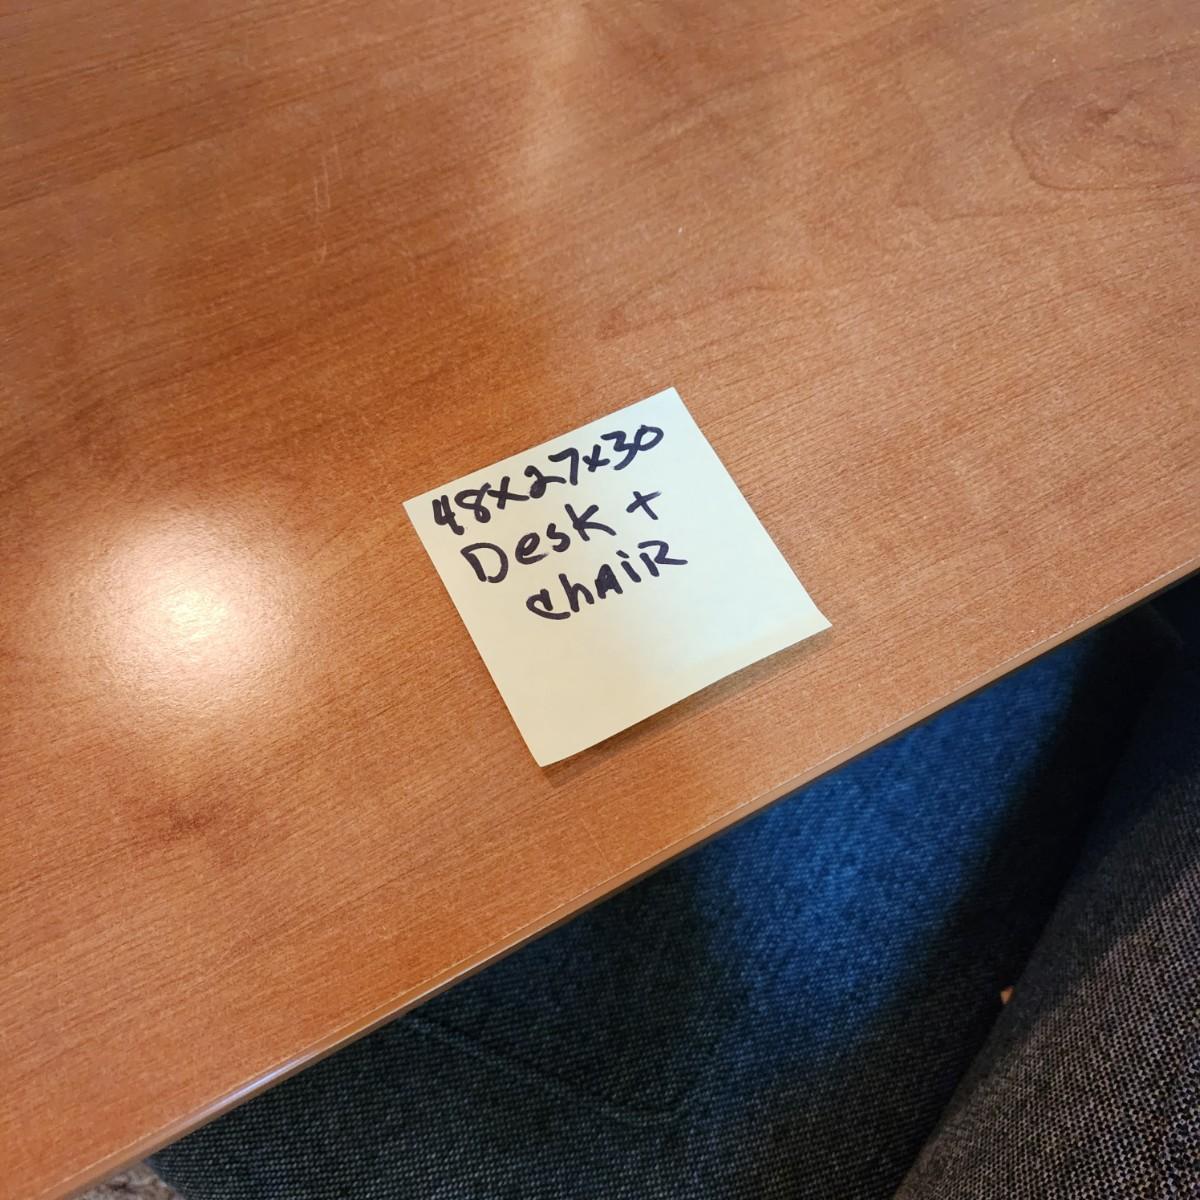 48x27x30
Desk +
ChAiR